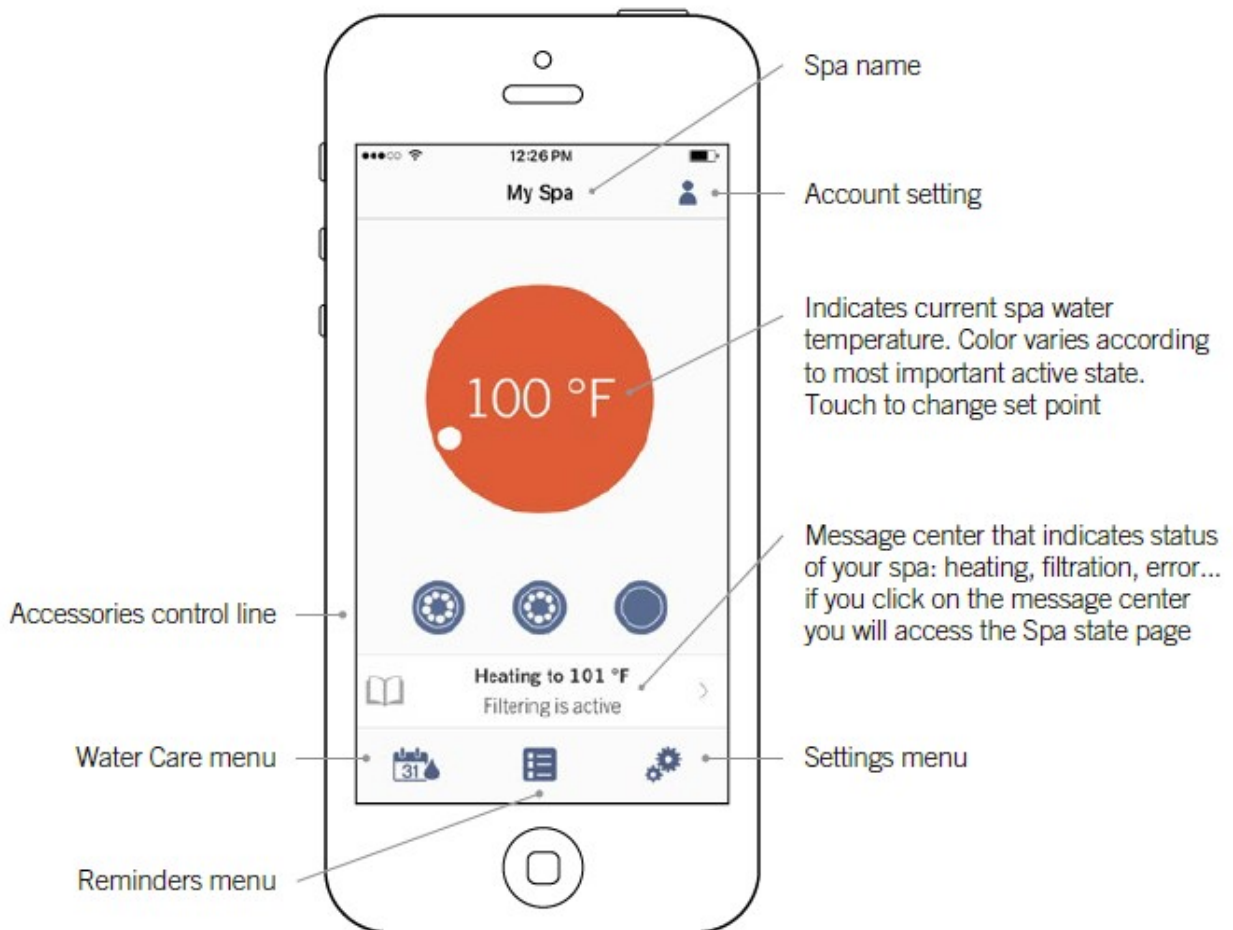 Spa name
12:26 PM
My Spa
Account setting
Indicates current spa water
temperature. Color varies according
to most important active state.
Touch to change set point
100 °F
Message center that indicates status
of your spa: heating, filtration, error...
if you click on the message center
you will access the Spa state page
Accessories control line
Heating to 101 °F
Filtering is active
Water Care menu
31
Settings menu
Reminders menu